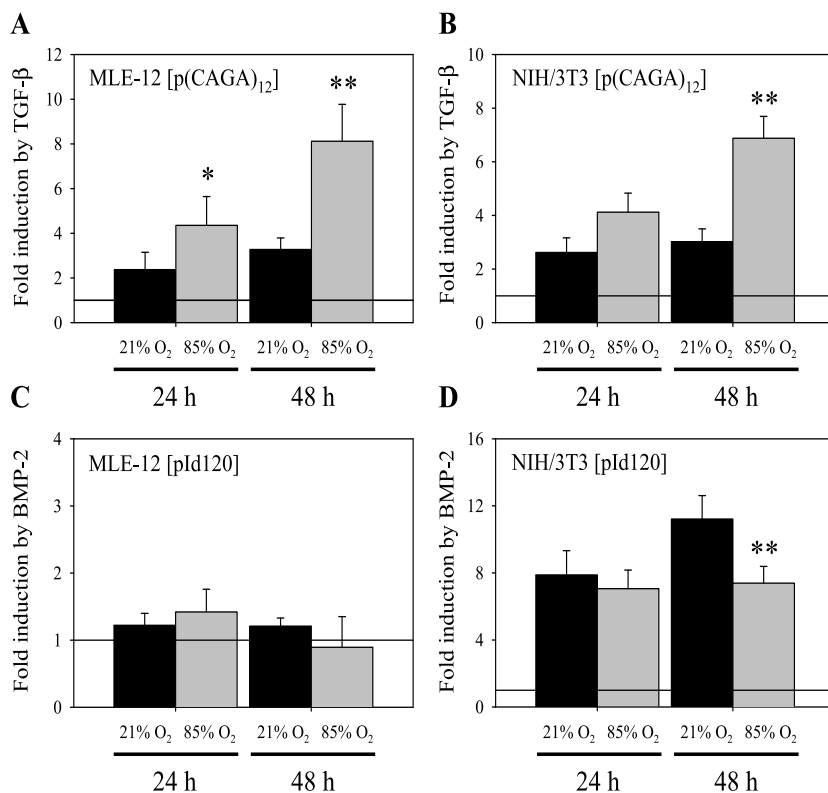 A
Fold induction by TGF-β
12
10
8
6
4
2
0
MLE-12 [p(CAGA)₁₂]
*
**
21% O₂ 85% O₂ 21% O₂ 85% O₂
24 h 48 h
B
Fold induction by TGF-β
10
8
6
4
2
0
NIH/3T3 [p(CAGA)₁₂]
**
21% O₂ 85% O₂ 21% O₂ 85% O₂
24 h 48 h
C
Fold induction by BMP-2
4
3
2
1
0
MLE-12 [pId120]
21% O₂ 85% O₂ 21% O₂ 85% O₂
24 h 48 h
D
Fold induction by BMP-2
16
12
8
4
0
NIH/3T3 [pId120]
**
21% O₂ 85% O₂ 21% O₂ 85% O₂
24 h 48 h